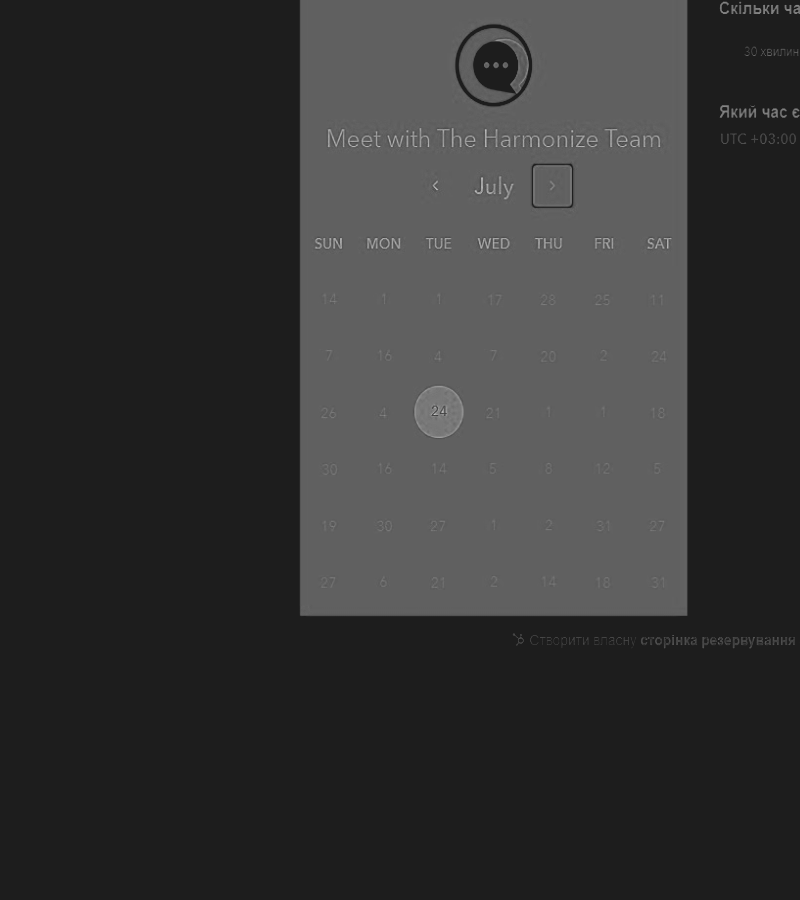 Скільки ча
30 хвилин
Який час є
UTC +03:00
Meet with The Harmonize Team
July
SUN MON TUE WED THU FRI SAT
14 1 1 17 28 25 11
7 16 4 7 20 2 24
26 4 24 21 1 1 18
30 16 14 5 8 12 5
19 30 27 1 2 31 27
27 6 21 2 14 18 31
Створити власну сторінка резервування